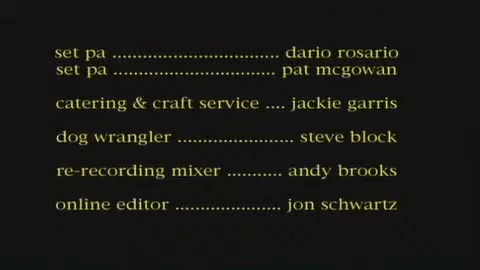 set pa ................................. dario rosario
set pa ................................ pat mcgowan
catering & craft service .... jackie garris
dog wrangler ....................... steve block
re-recording mixer ........... andy brooks
online editor ..................... jon schwartz